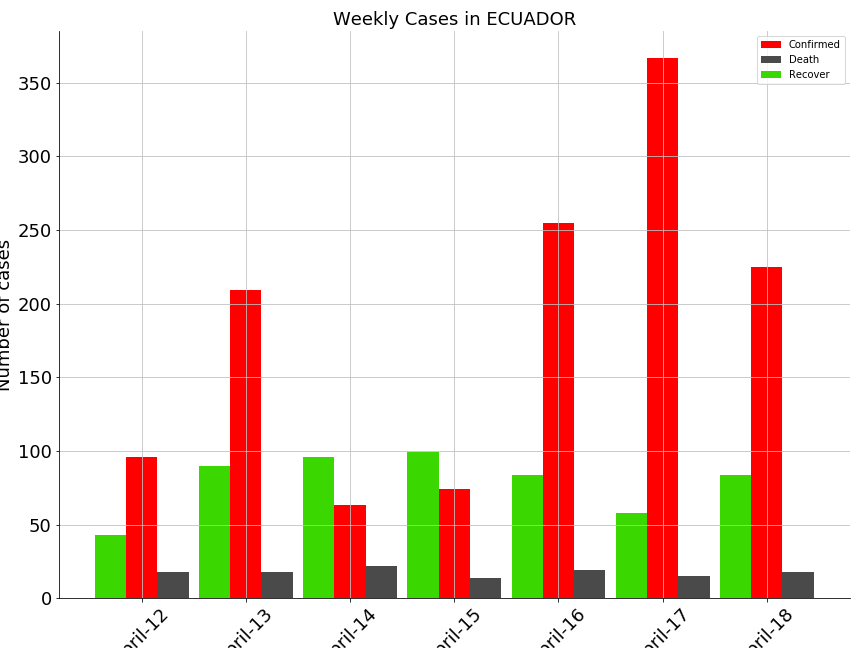 Weekly Cases in ECUADOR
Confirmed
Death
Recover
350
300
250
200
150
100
50
0
Number of cases
pril-12
pril-13
pril-14
pril-15
pril-16
pril-17
pril-18